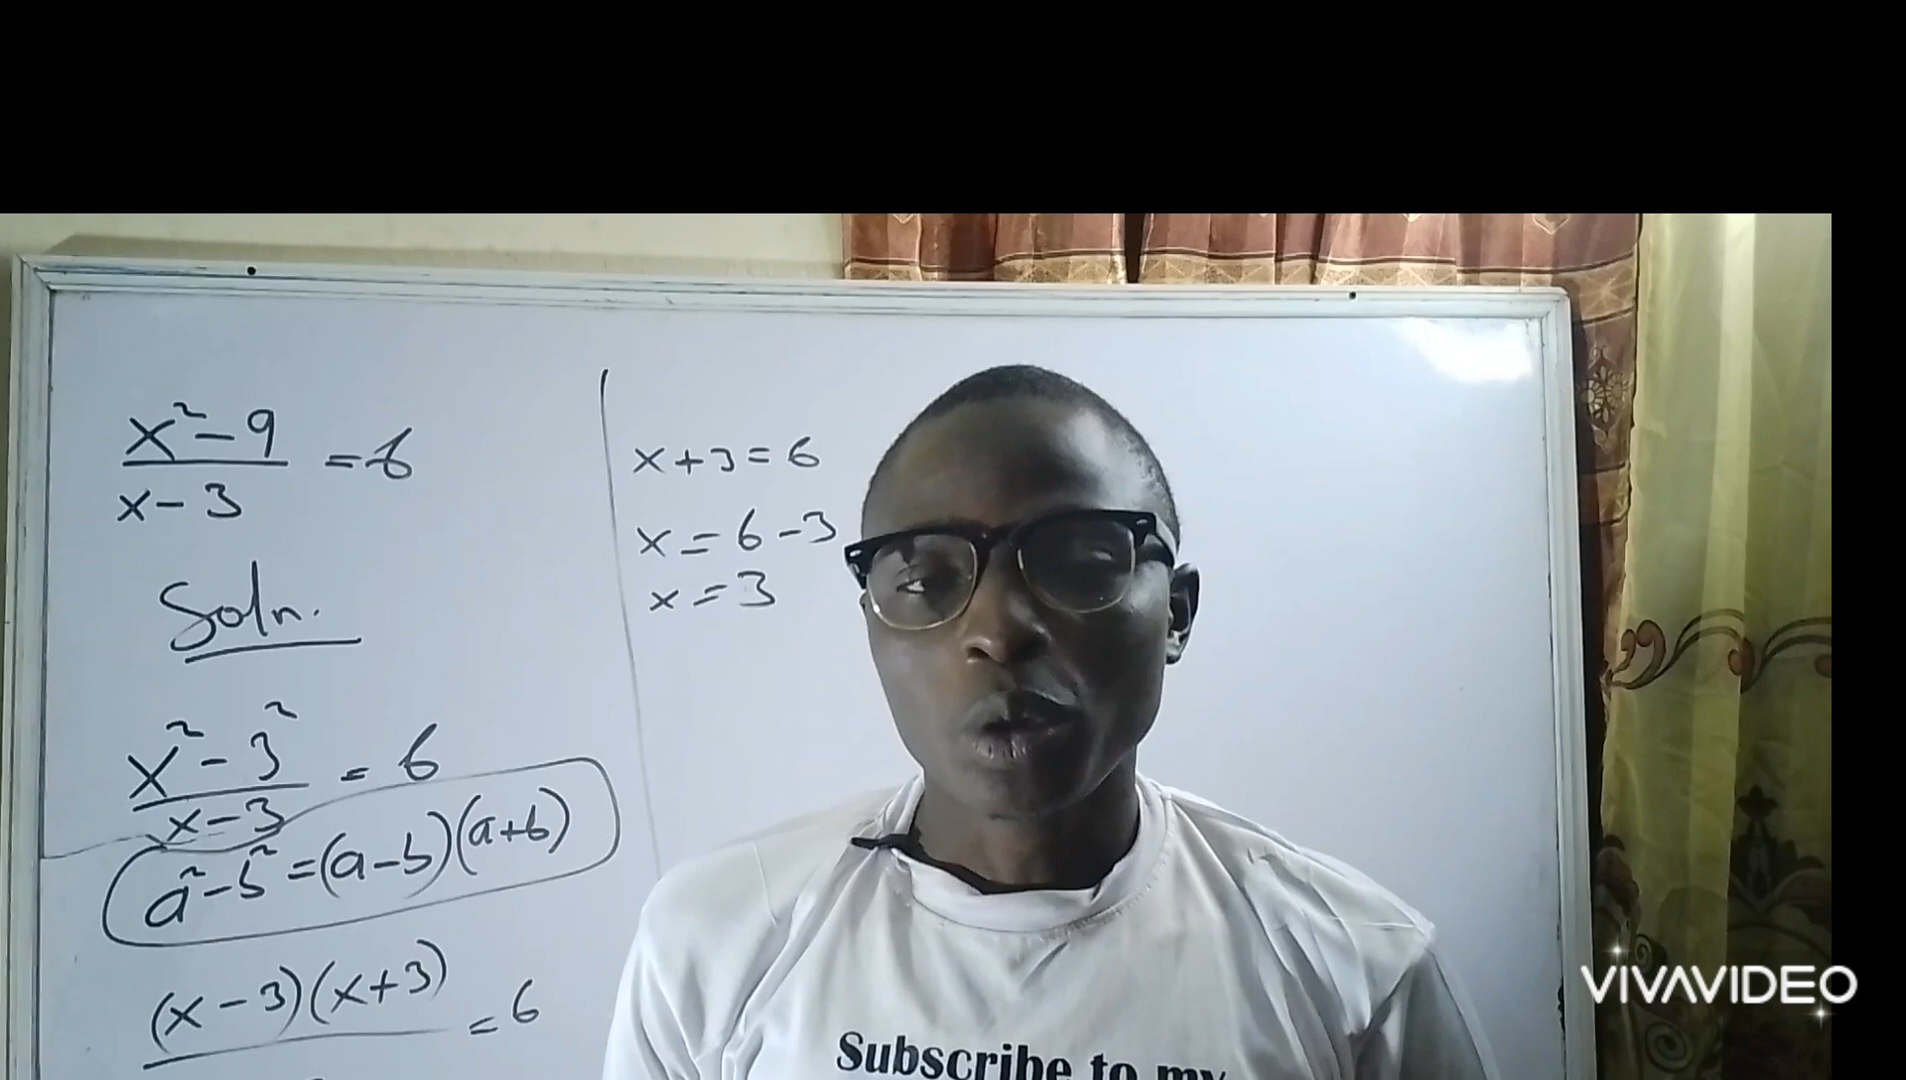 x² - 9
x - 3
= 6
Soln.
x² - 3²
x - 3
= 6
a² - b² = (a - b)(a + b)
(x - 3)(x + 3)
= 6
x + 3 = 6
x = 6 - 3
x = 3
Subscribe to my
VIVAVIDEO